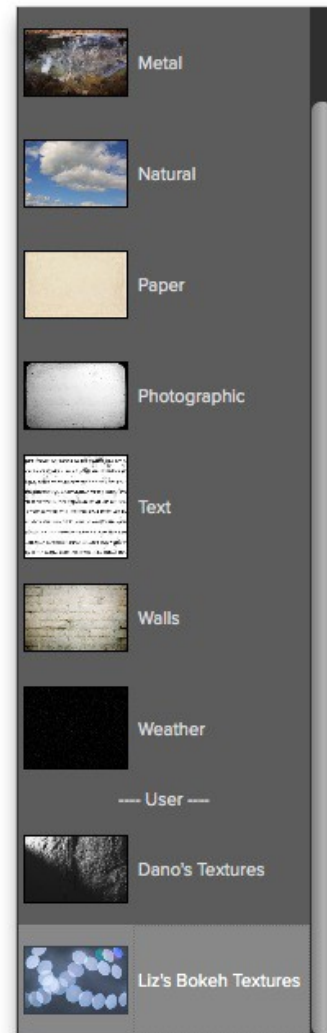 Metal
Natural
Paper
Photographic
Text
Walls
Weather
---- User ----
Dano's Textures
Liz's Bokeh Textures